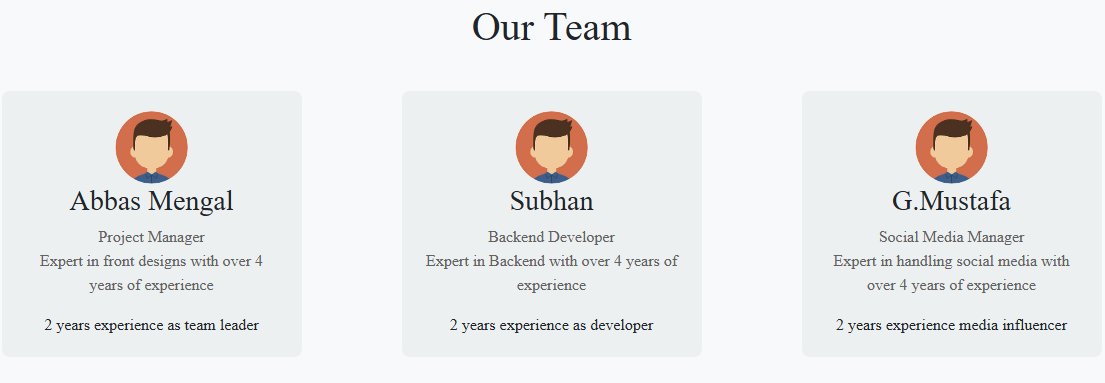 Our Team
Abbas Mengal
Project Manager
Expert in front designs with over 4
years of experience
2 years experience as team leader
Subhan
Backend Developer
Expert in Backend with over 4 years of
experience
2 years experience as developer
G.Mustafa
Social Media Manager
Expert in handling social media with
over 4 years of experience
2 years experience media influencer